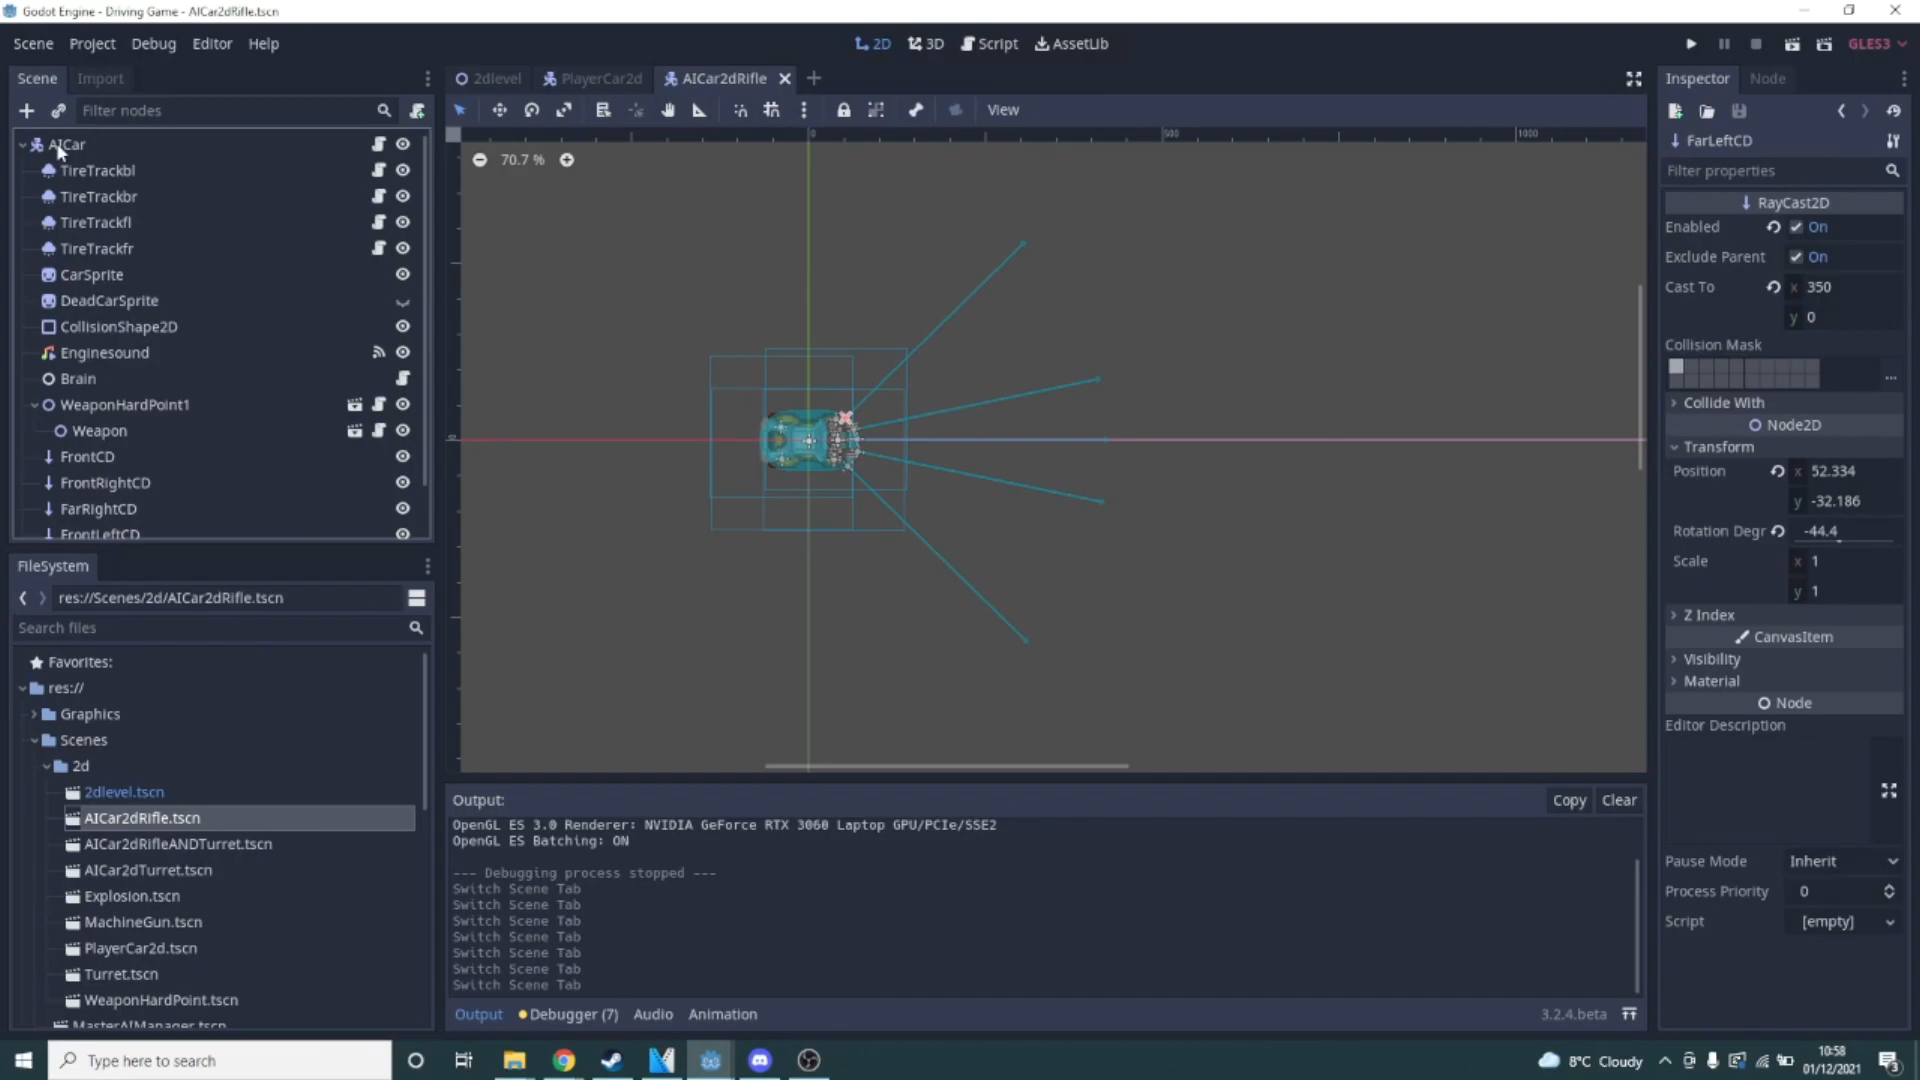 Godot Engine - Driving Game - AICar2dRifle.tscn
Scene Project Debug Editor Help
2D 3D Script AssetLib
GLES3
Scene Import
2dlevel PlayerCar2d AICar2dRifle
Inspector Node
Filter nodes
View
AICar
TireTrackbl
TireTrackbr
TireTrackfl
TireTrackfr
CarSprite
DeadCarSprite
CollisionShape2D
Enginesound
Brain
WeaponHardPoint1
Weapon
FrontCD
FrontRightCD
FarRightCD
FrontLeftCD
0 500 1000
70.7 %
0
FileSystem
res://Scenes/2d/AICar2dRifle.tscn
Search files
Favorites:
res://
Graphics
Scenes
2d
2dlevel.tscn
AICar2dRifle.tscn
AICar2dRifleANDTurret.tscn
AICar2dTurret.tscn
Explosion.tscn
MachineGun.tscn
PlayerCar2d.tscn
Turret.tscn
WeaponHardPoint.tscn
MasterAIManager.tscn
Output:
Copy Clear
OpenGL ES 3.0 Renderer: NVIDIA GeForce RTX 3060 Laptop GPU/PCIe/SSE2
OpenGL ES Batching: ON
--- Debugging process stopped ---
Switch Scene Tab
Switch Scene Tab
Switch Scene Tab
Switch Scene Tab
Switch Scene Tab
Switch Scene Tab
Switch Scene Tab
Output Debugger (7) Audio Animation
3.2.4.beta
FarLeftCD
Filter properties
RayCast2D
Enabled On
Exclude Parent On
Cast To x 350
y 0
Collision Mask
Collide With
Node2D
Transform
Position x 52.334
y -32.186
Rotation Degr -44.4
Scale x 1
y 1
Z Index
CanvasItem
Visibility
Material
Node
Editor Description
Pause Mode Inherit
Process Priority 0
Script [empty]
Type here to search
8°C Cloudy
10:58
01/12/2021
3